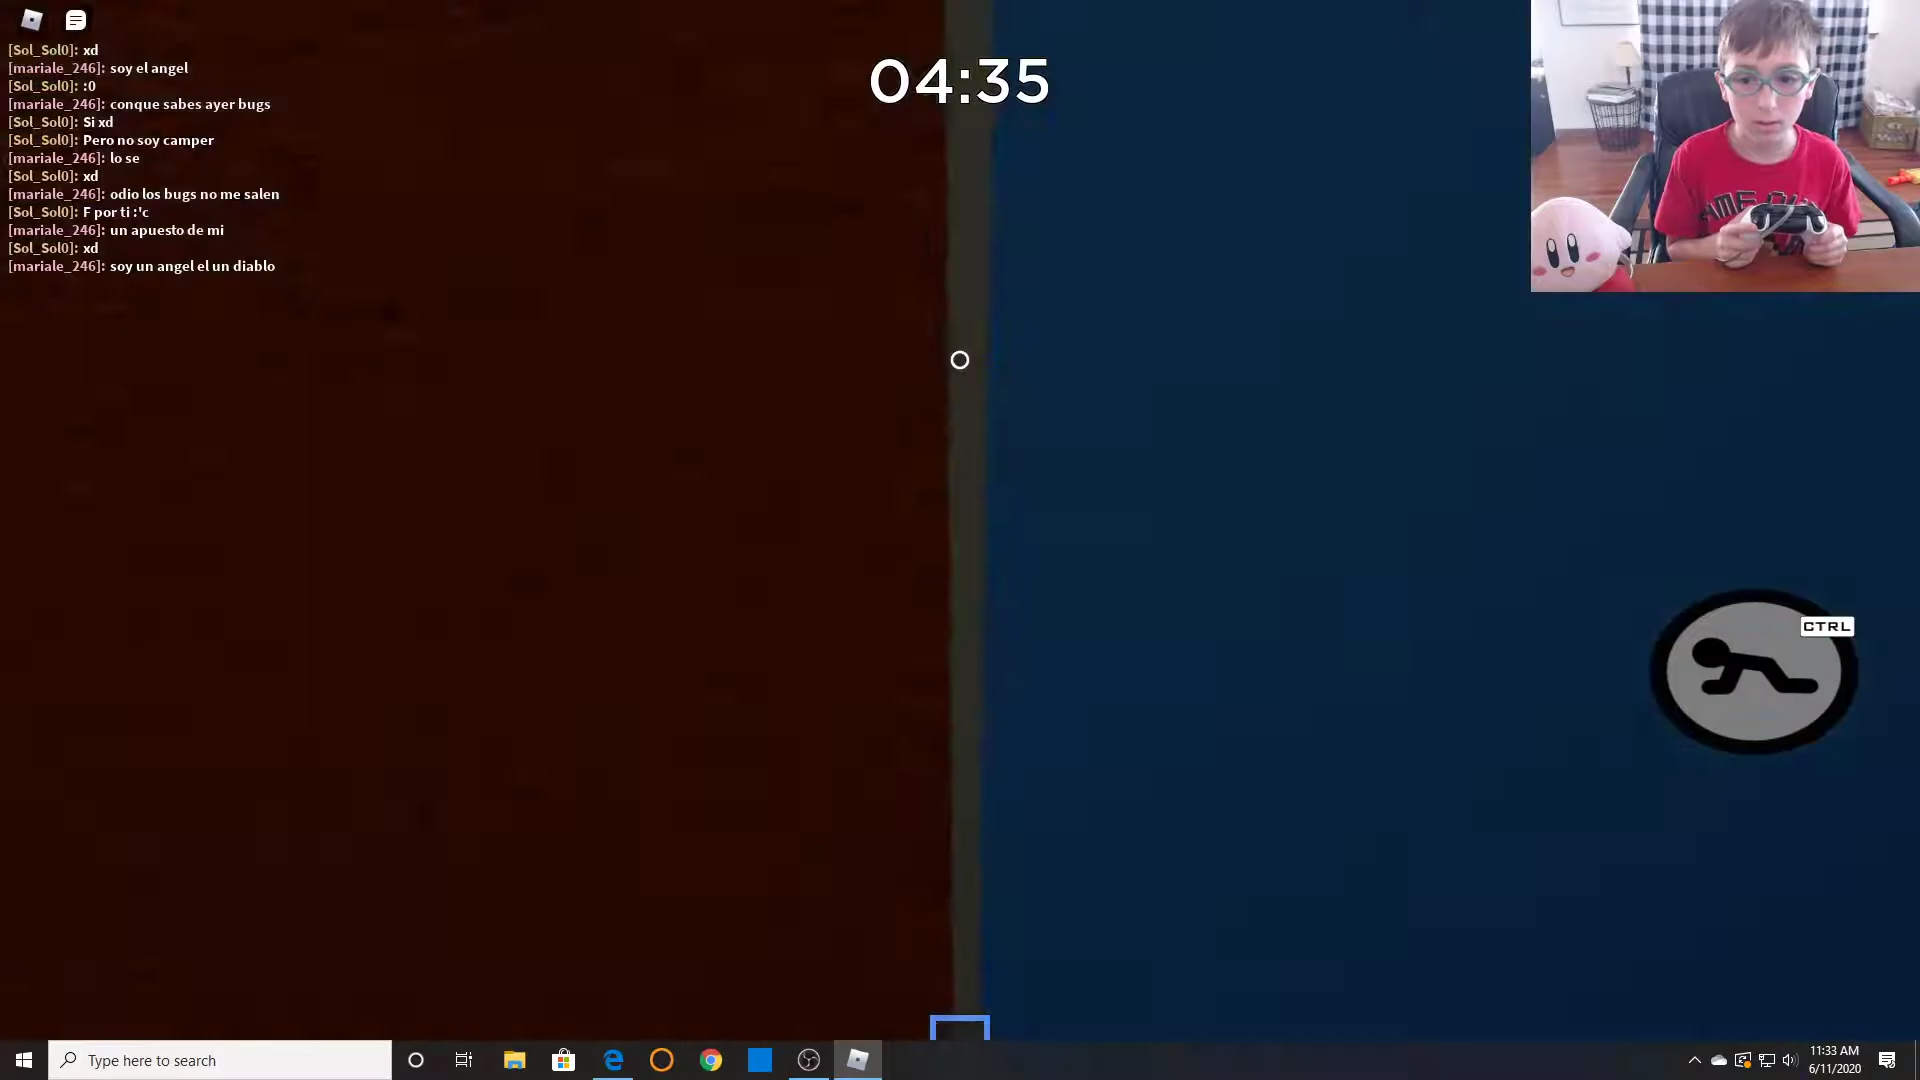 [Sol_Sol0]: xd
[mariale_246]: soy el angel
[Sol_Sol0]: :0
[mariale_246]: conque sabes ayer bugs
[Sol_Sol0]: Si xd
[Sol_Sol0]: Pero no soy camper
[mariale_246]: lo se
[Sol_Sol0]: xd
[mariale_246]: odio los bugs no me salen
[Sol_Sol0]: F por ti :'c
[mariale_246]: un apuesto de mi
[Sol_Sol0]: xd
[mariale_246]: soy un angel el un diablo
04:35
CTRL
Type here to search
11:33 AM
6/11/2020